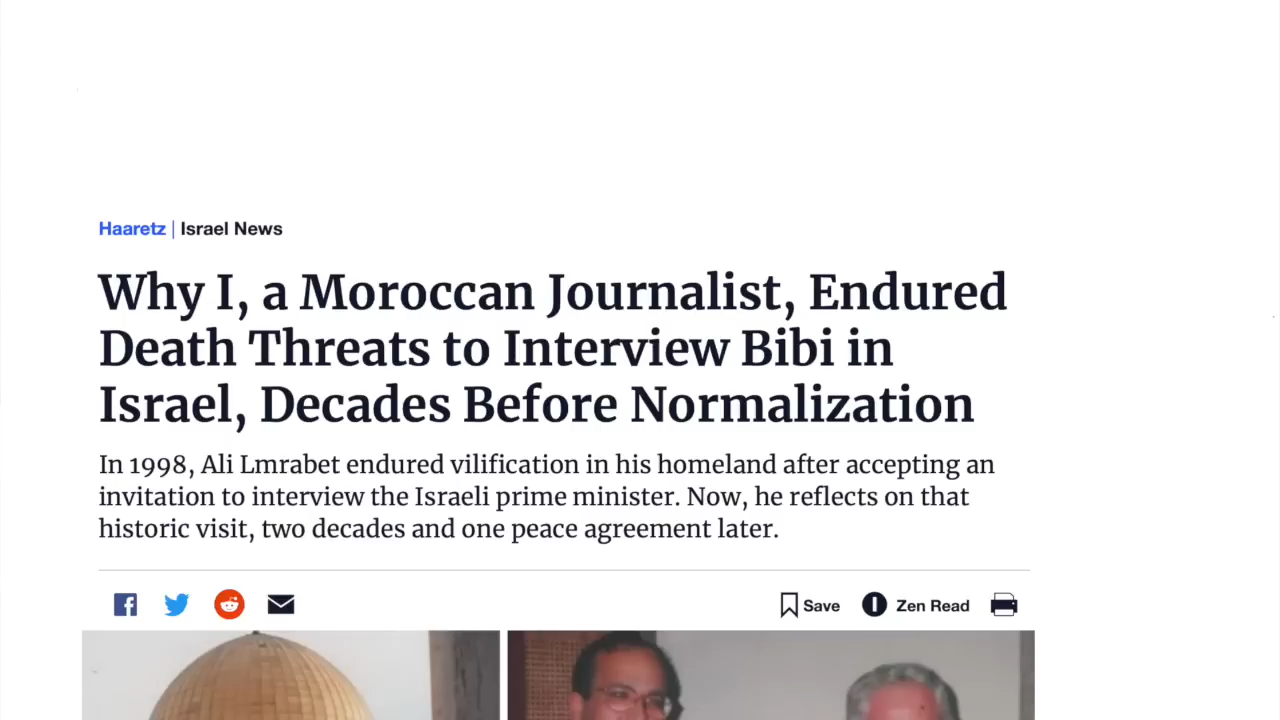 Haaretz | Israel News
Why I, a Moroccan Journalist, Endured
Death Threats to Interview Bibi in
Israel, Decades Before Normalization
In 1998, Ali Lmrabet endured vilification in his homeland after accepting an
invitation to interview the Israeli prime minister. Now, he reflects on that
historic visit, two decades and one peace agreement later.
Save Zen Read